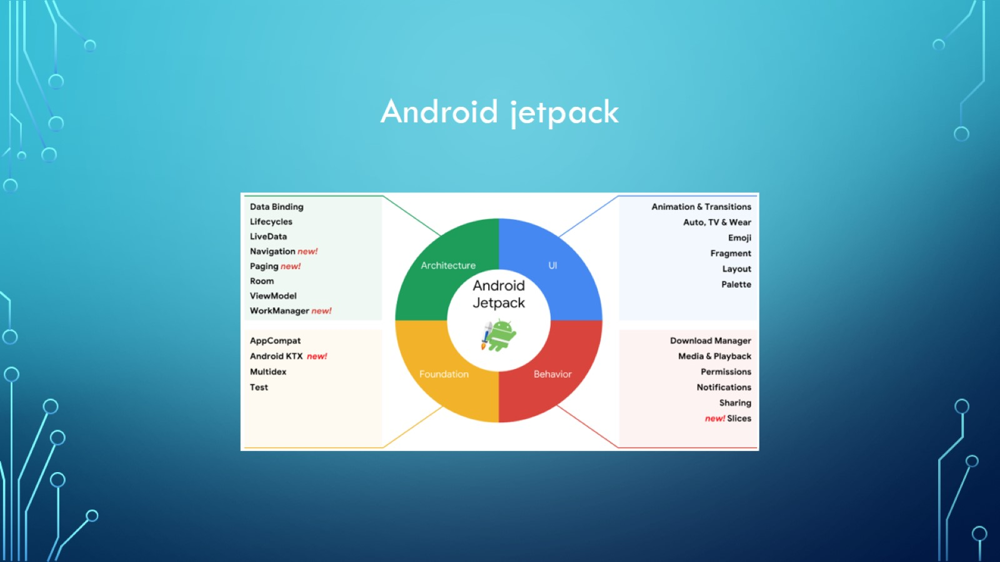 Android jetpack
Data Binding
Lifecycles
LiveData
Navigation new!
Paging new!
Room
ViewModel
WorkManager new!
Animation & Transitions
Auto, TV & Wear
Emoji
Fragment
Layout
Palette
Architecture
UI
Android
Jetpack
Foundation
Behavior
AppCompat
Android KTX new!
Multidex
Test
Download Manager
Media & Playback
Permissions
Notifications
Sharing
new! Slices